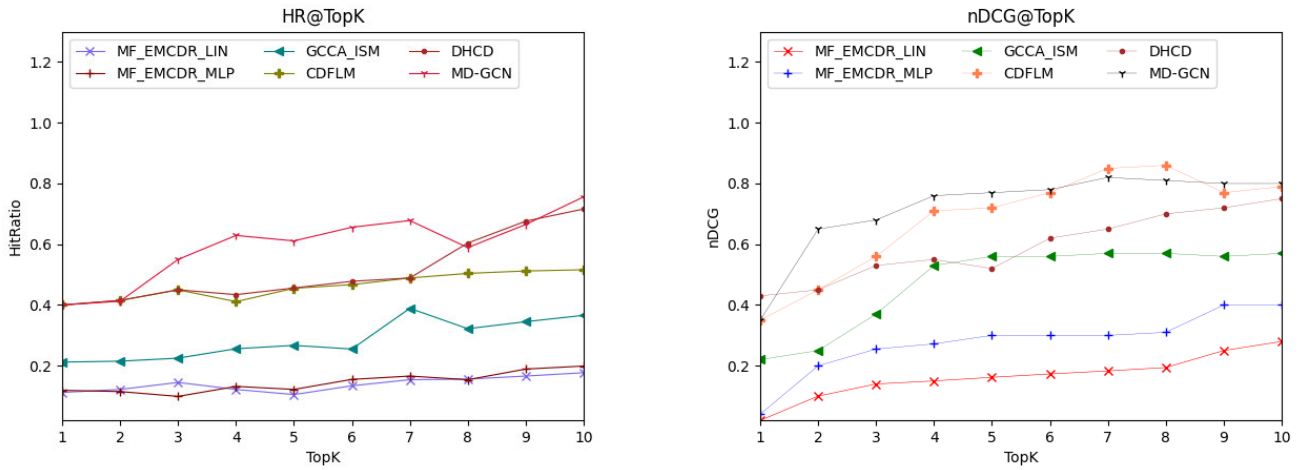 HR@TopK
MF_EMCDR_LIN
MF_EMCDR_MLP
GCCA_ISM
CDFLM
DHCD
MD-GCN
HitRatio
1.2
1.0
0.8
0.6
0.4
0.2
1 2 3 4 5 6 7 8 9 10
TopK
nDCG@TopK
MF_EMCDR_LIN
MF_EMCDR_MLP
GCCA_ISM
CDFLM
DHCD
MD-GCN
nDCG
1.2
1.0
0.8
0.6
0.4
0.2
1 2 3 4 5 6 7 8 9 10
TopK